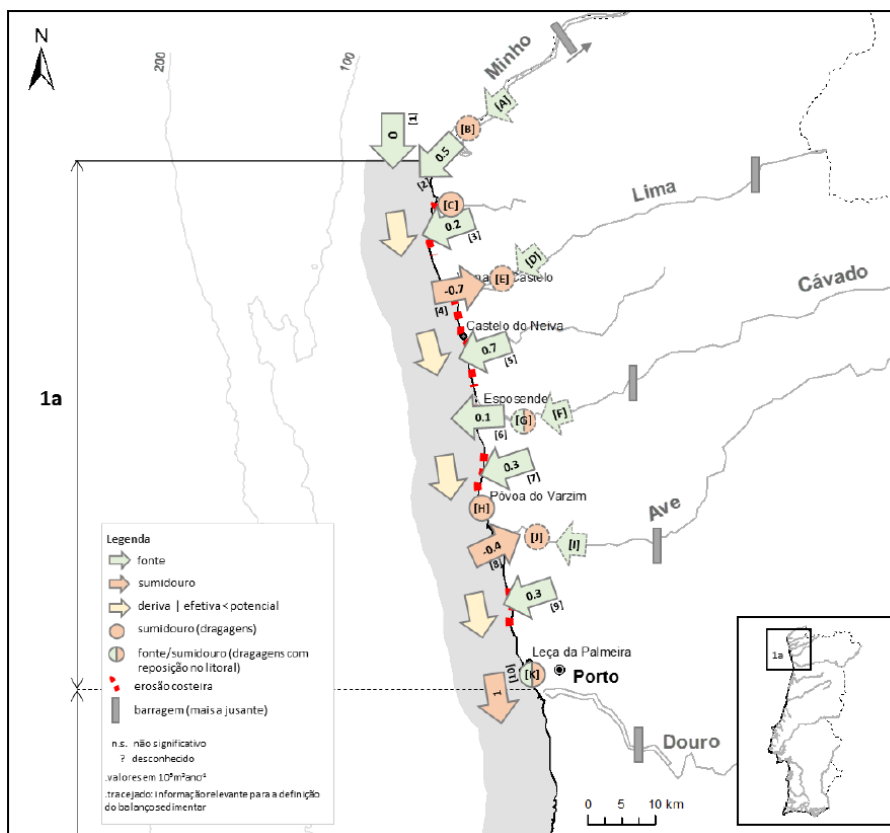 N
200
100
Minho
[1]
0
[A]
[B]
0.5
[2]
[C]
0.2
[3]
Lima
[D]
[E]
-0.7
[4]
Castelo
Cávado
Castelo do Neiva
0.7
[5]
1a
Esposende
[F]
0.1
[G]
[6]
0.3
[7]
Póvoa do Varzim
[H]
Ave
[J]
[I]
-0.4
[8]
0.3
[9]
Leça da Palmeira
[K]
Porto
[10]
1
Douro
0 5 10 km
Legenda
fonte
sumidouro
deriva | efetiva < potencial
sumidouro (dragagens)
fonte/sumidouro (dragagens com
reposição no litoral)
erosão costeira
barragem (mais a jusante)
n.s. não significativo
? desconhecido
.valores em 10⁵m³ano⁻¹
.tracejado: informação relevante para a definição
do balanço sedimentar
1a